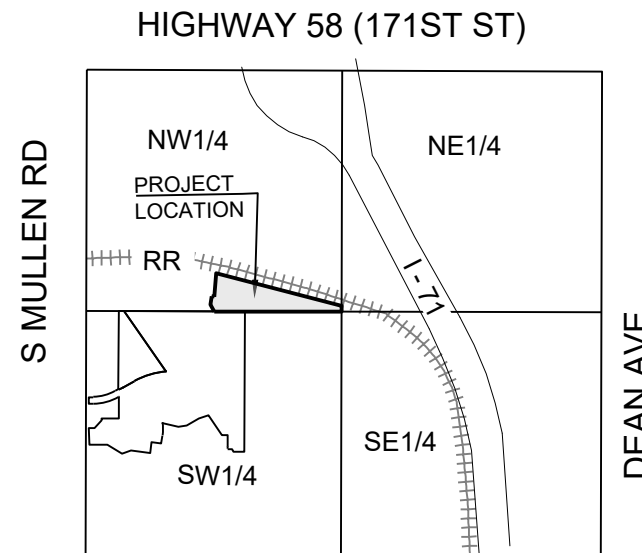 HIGHWAY 58 (171ST ST)
NW1/4
NE1/4
S MULLEN RD
PROJECT
LOCATION
RR
I - 71
DEAN AVE
SE1/4
SW1/4